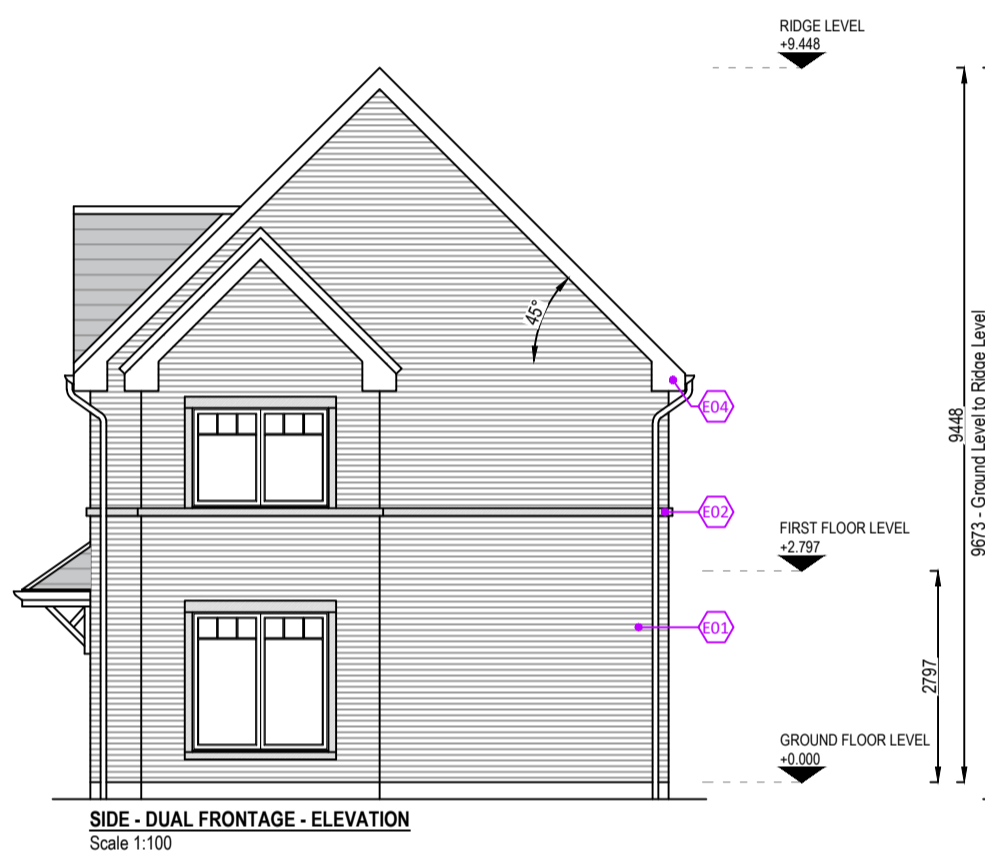 RIDGE LEVEL
+9.448
45°
E04
9448
9673 - Ground Level to Ridge Level
E02
FIRST FLOOR LEVEL
+2.797
E01
2797
GROUND FLOOR LEVEL
+0.000
SIDE - DUAL FRONTAGE - ELEVATION
Scale 1:100